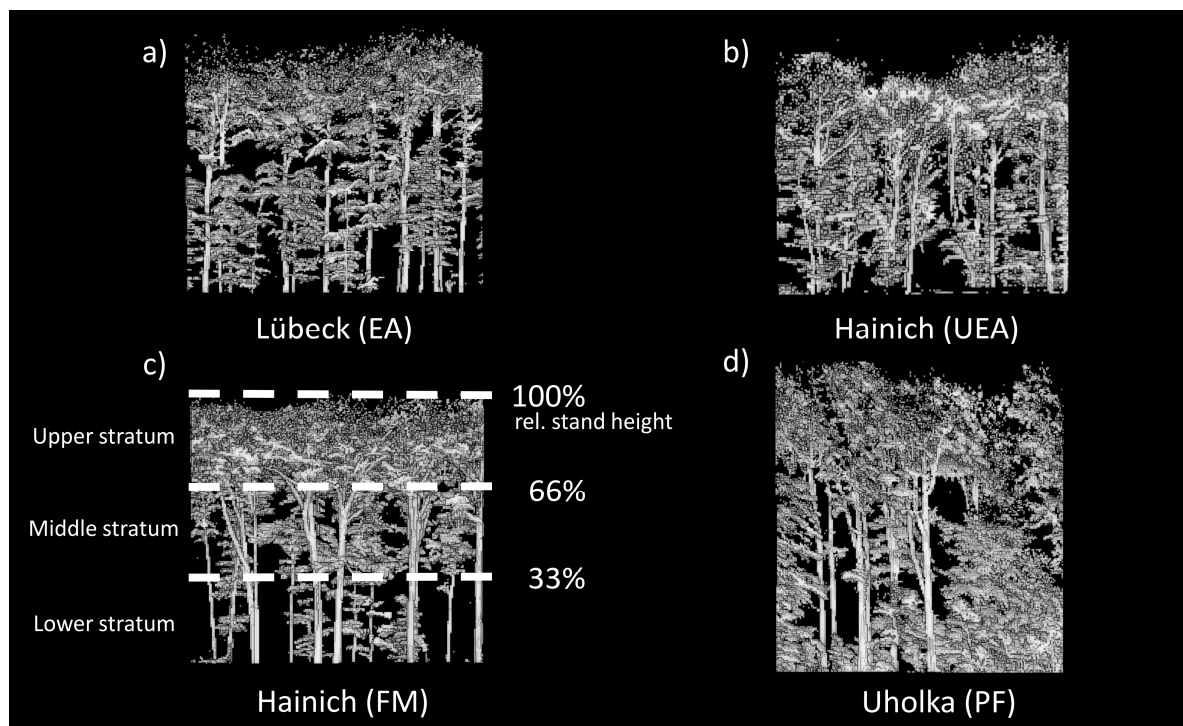 a)
b)
Lübeck (EA)
Hainich (UEA)
c)
d)
100%
rel. stand height
Upper stratum
66%
Middle stratum
33%
Lower stratum
Hainich (FM)
Uholka (PF)